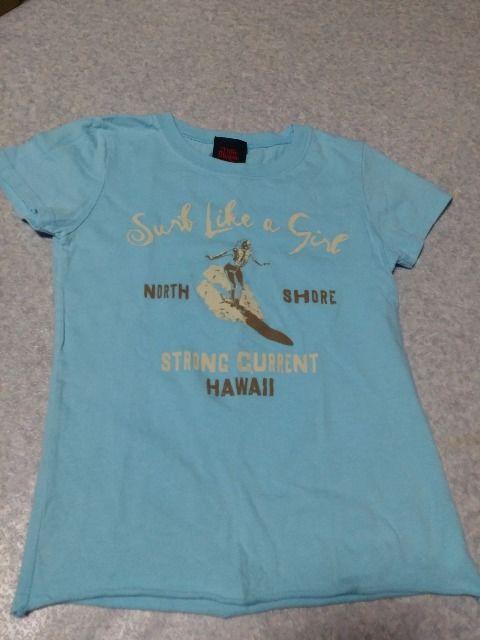 Surf Like a Girl
NORTH SHORE
STRONG CURRENT
HAWAII